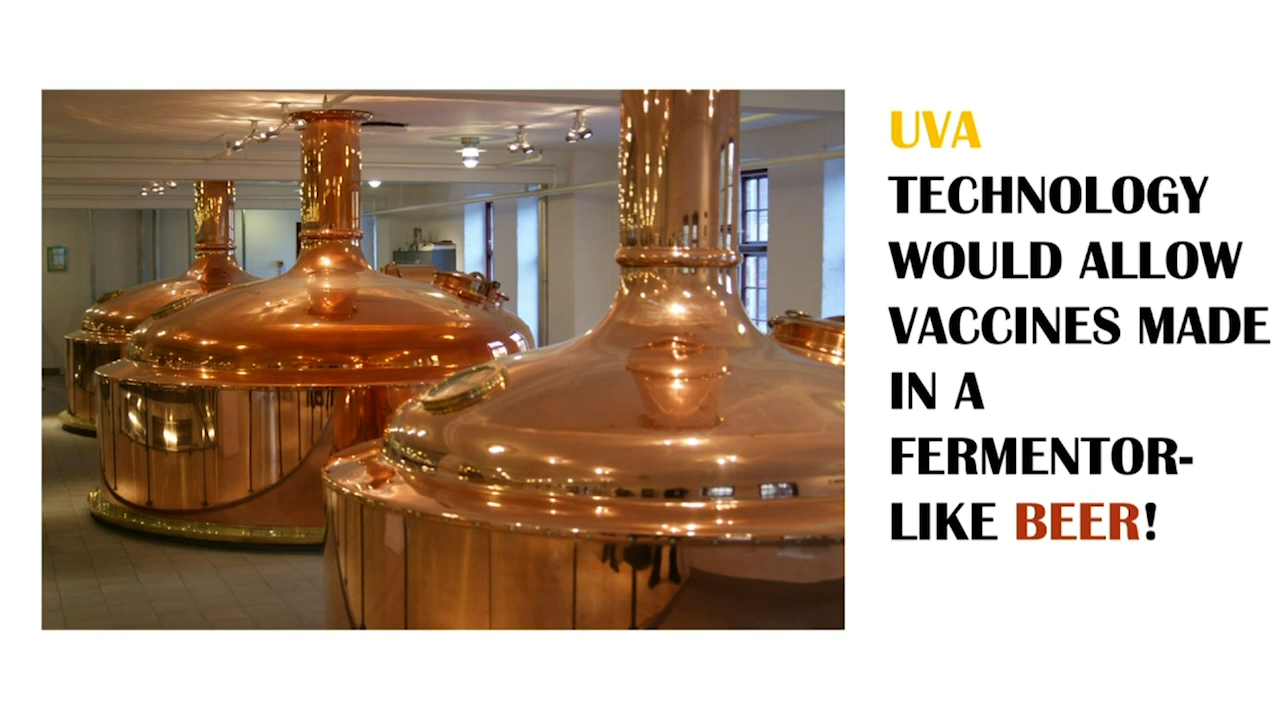 UVA
TECHNOLOGY
WOULD ALLOW
VACCINES MADE
IN A
FERMENTOR-
LIKE BEER!